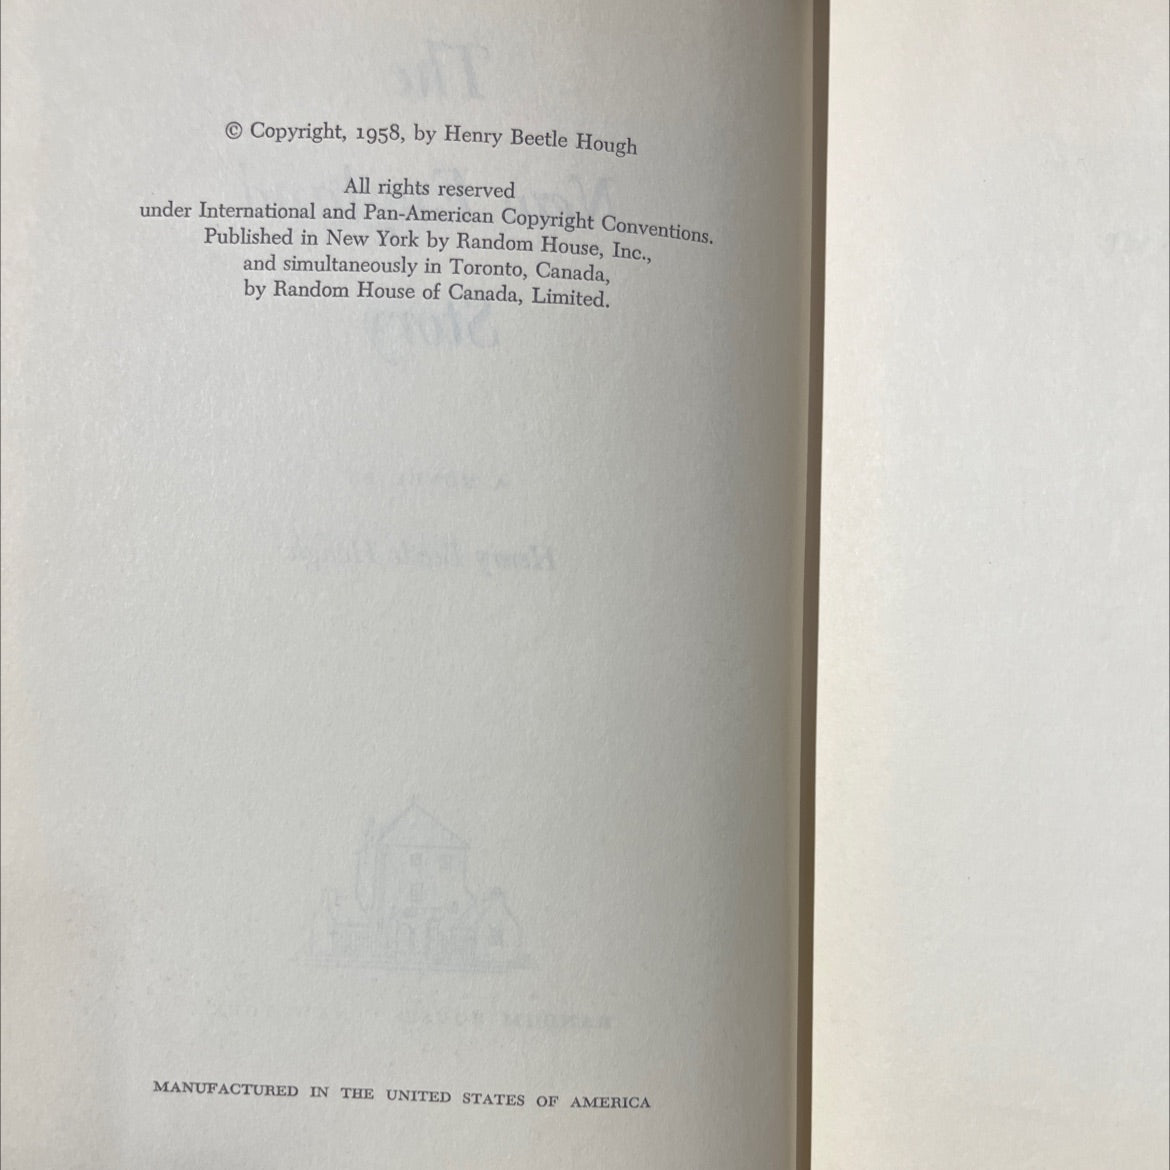 © Copyright, 1958, by Henry Beetle Hough
All rights reserved
under International and Pan-American Copyright Conventions.
Published in New York by Random House, Inc.,
and simultaneously in Toronto, Canada,
by Random House of Canada, Limited.
MANUFACTURED IN THE UNITED STATES OF AMERICA